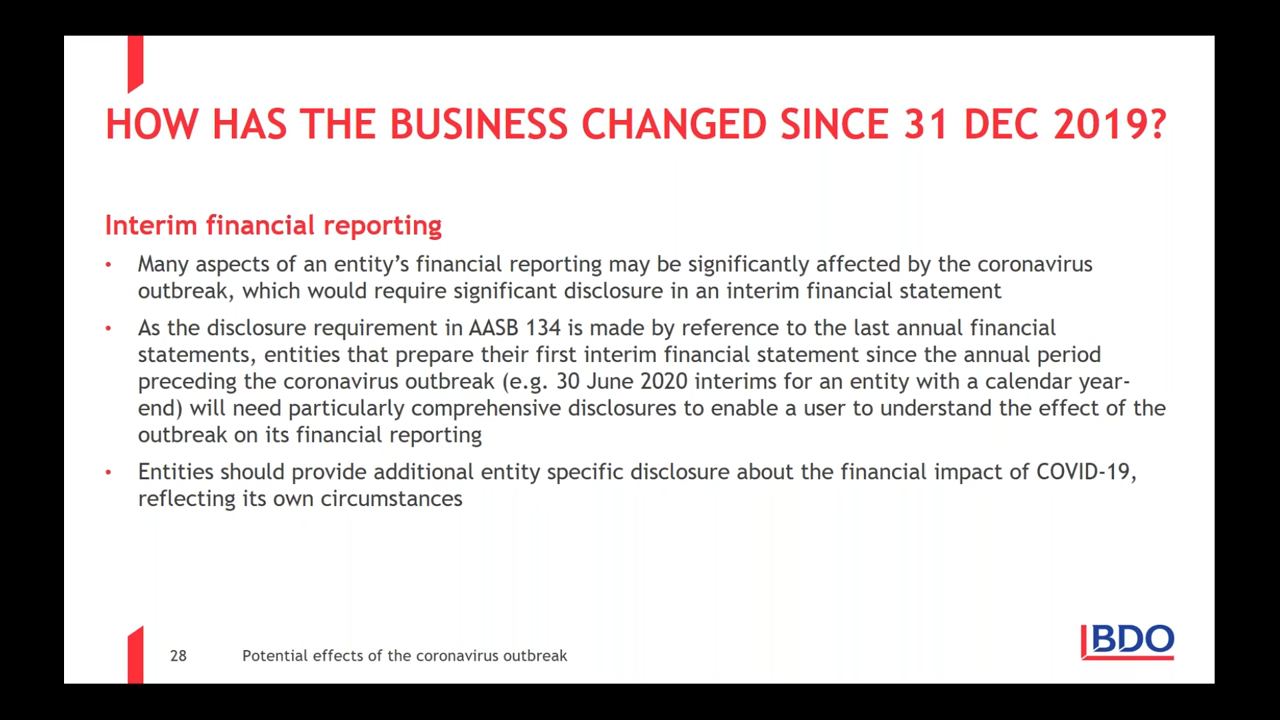 HOW HAS THE BUSINESS CHANGED SINCE 31 DEC 2019?
Interim financial reporting
• Many aspects of an entity's financial reporting may be significantly affected by the coronavirus
outbreak, which would require significant disclosure in an interim financial statement
• As the disclosure requirement in AASB 134 is made by reference to the last annual financial
statements, entities that prepare their first interim financial statement since the annual period
preceding the coronavirus outbreak (e.g. 30 June 2020 interims for an entity with a calendar year-
end) will need particularly comprehensive disclosures to enable a user to understand the effect of the
outbreak on its financial reporting
• Entities should provide additional entity specific disclosure about the financial impact of COVID-19,
reflecting its own circumstances
28 Potential effects of the coronavirus outbreak
BDO